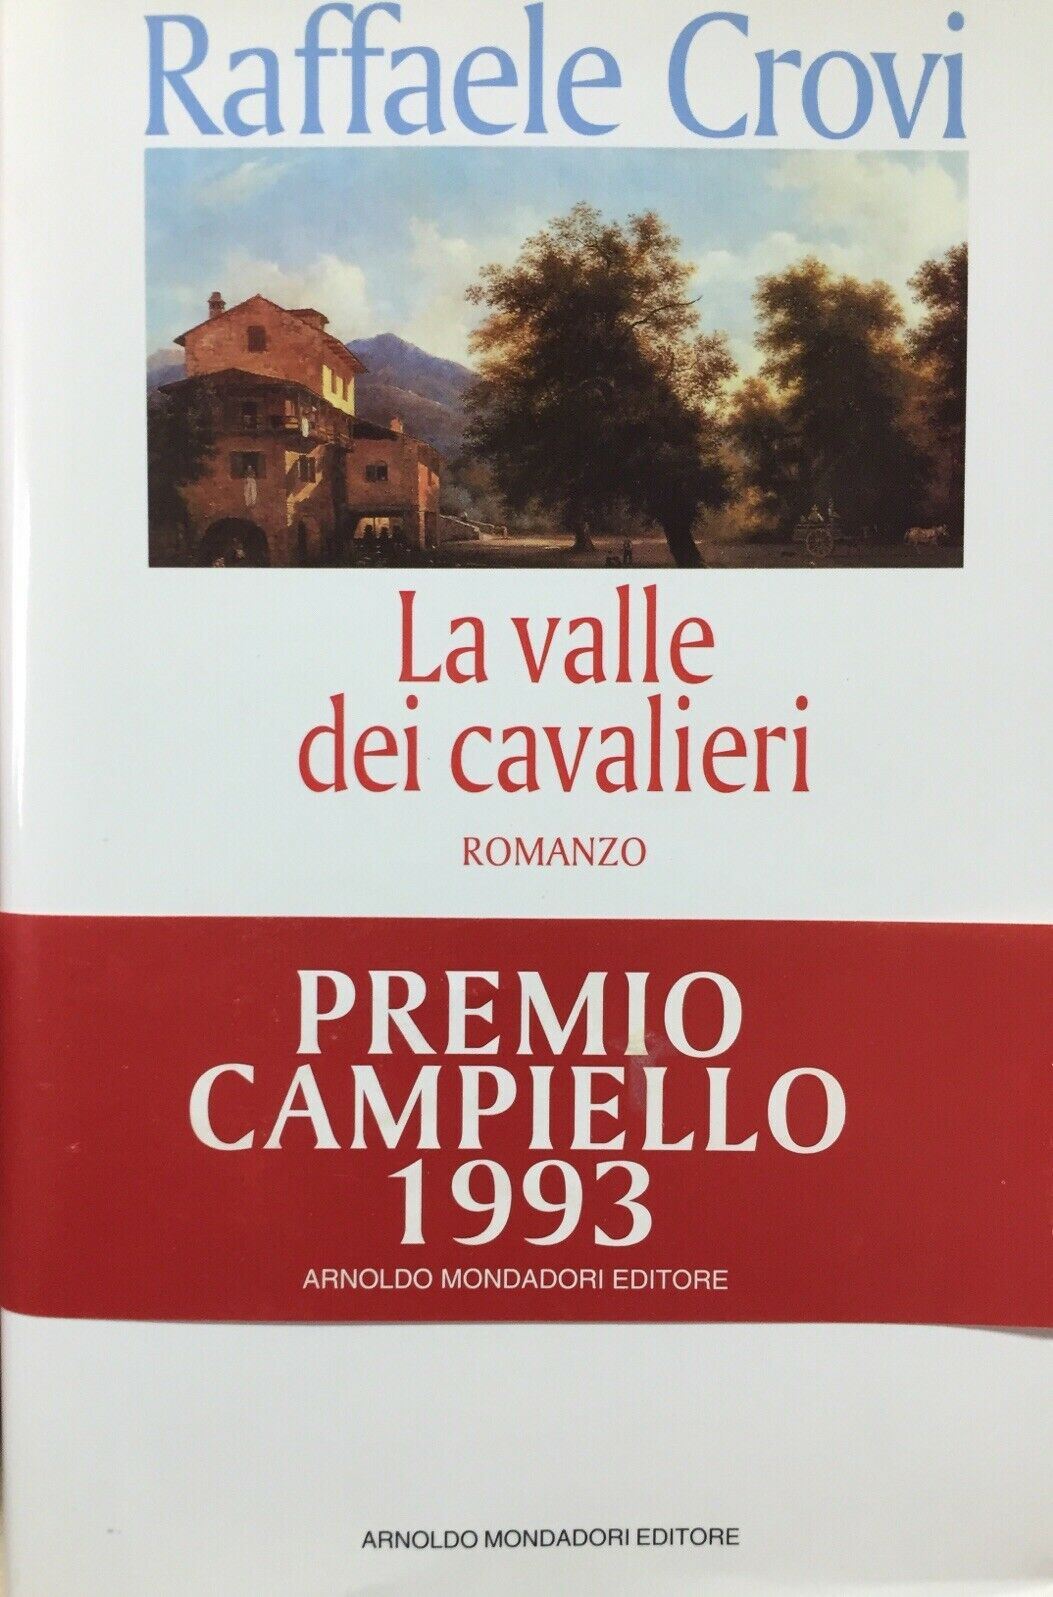 Raffaele Crovi
La valle
dei cavalieri
ROMANZO
PREMIO
CAMPIELLO
1993
ARNOLDO MONDADORI EDITORE
ARNOLDO MONDADORI EDITORE